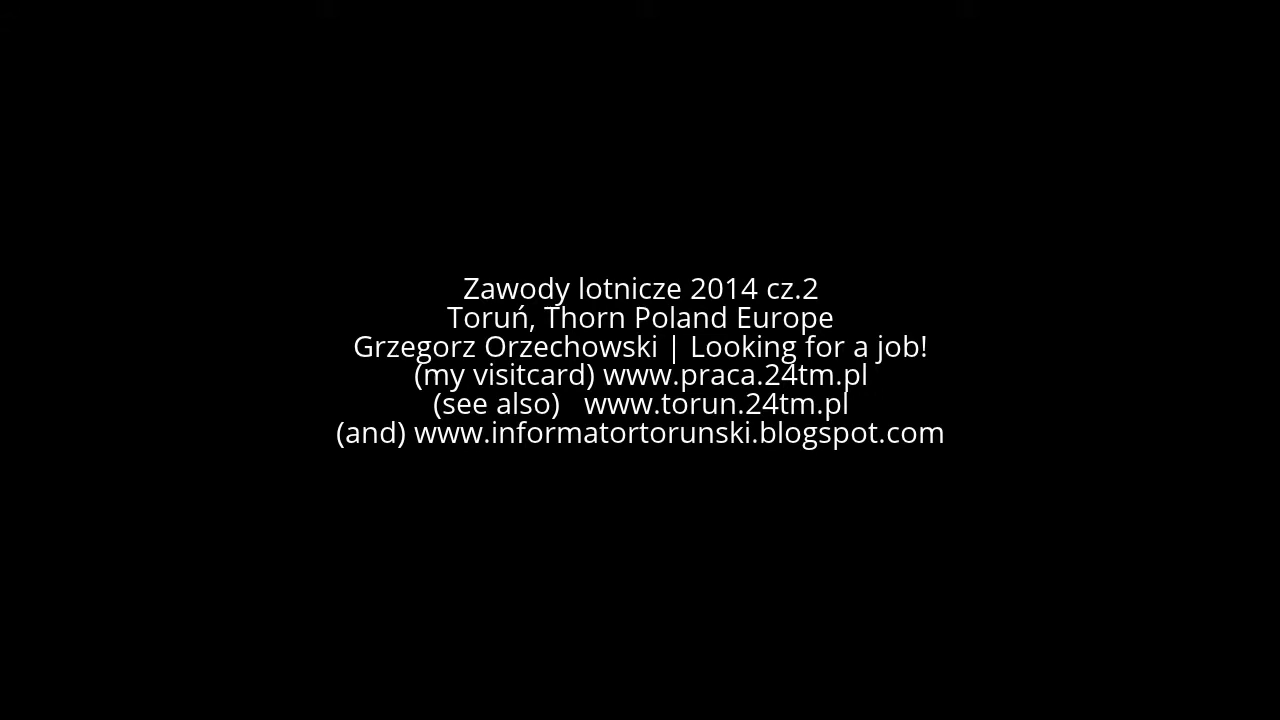 Zawody lotnicze 2014 cz.2
Toruń, Thorn Poland Europe
Grzegorz Orzechowski | Looking for a job!
(my visitcard) www.praca.24tm.pl
(see also)   www.torun.24tm.pl
(and) www.informatortorunski.blogspot.com